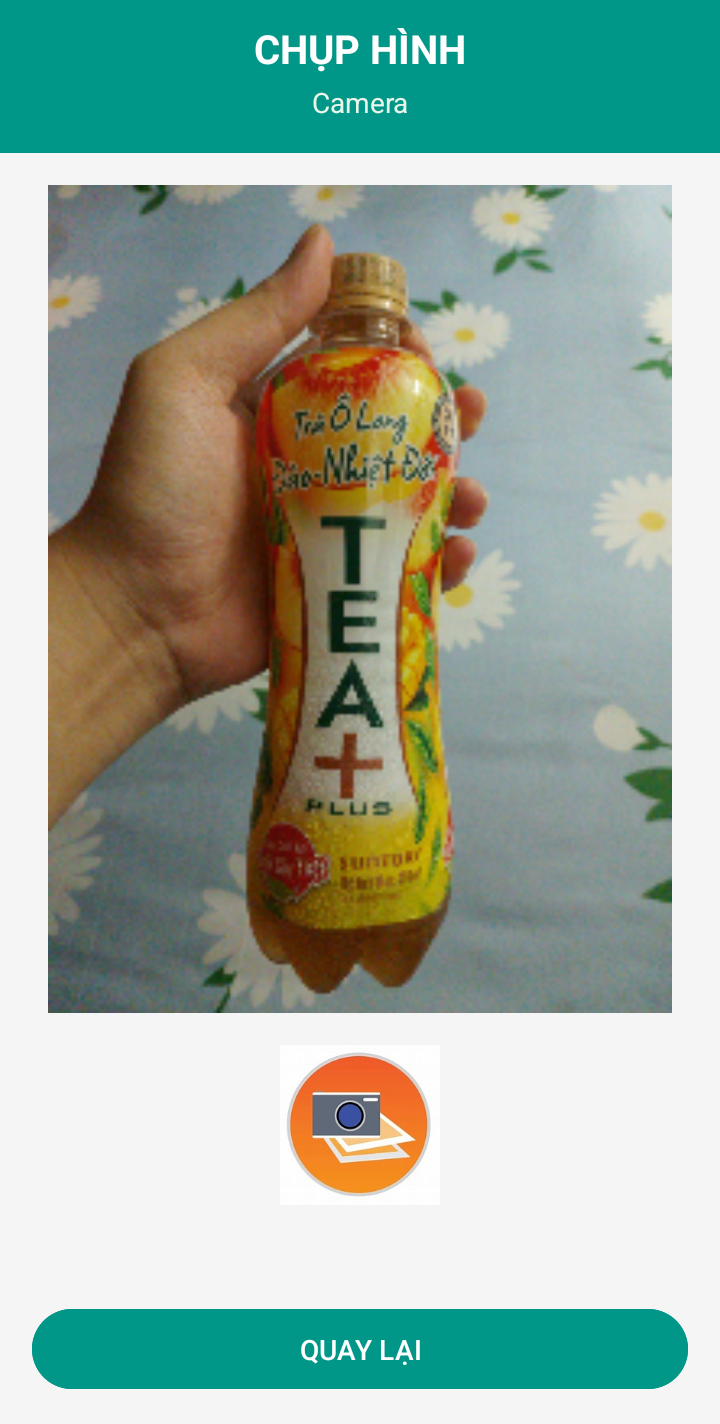 CHỤP HÌNH
Camera
Trà Ô Long
Đào-Nhiệt Đới
TEA
+
PLUS
SUNTORY
QUAY LẠI